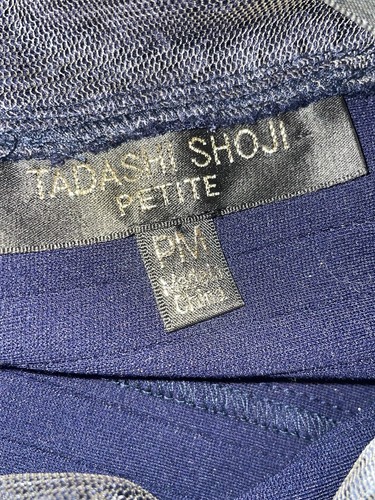 TADASHI SHOJI
PETITE
PM
Made in
China